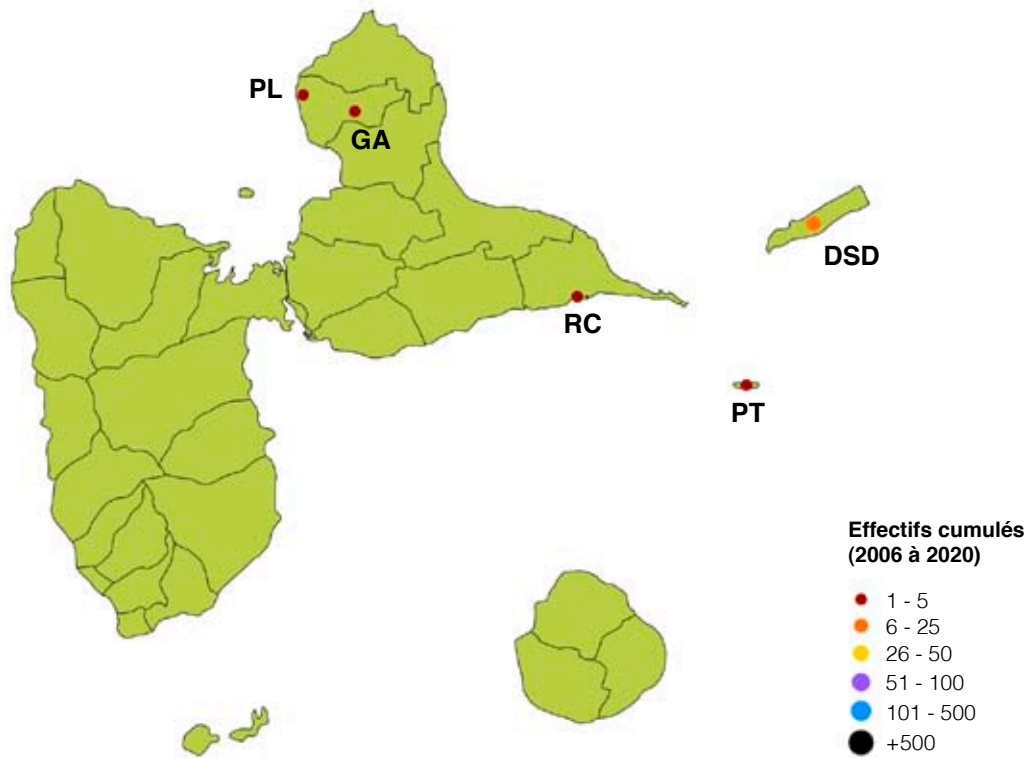 PL
GA
DSD
RC
PT
Effectifs cumulés
(2006 à 2020)
1 - 5
6 - 25
26 - 50
51 - 100
101 - 500
+500